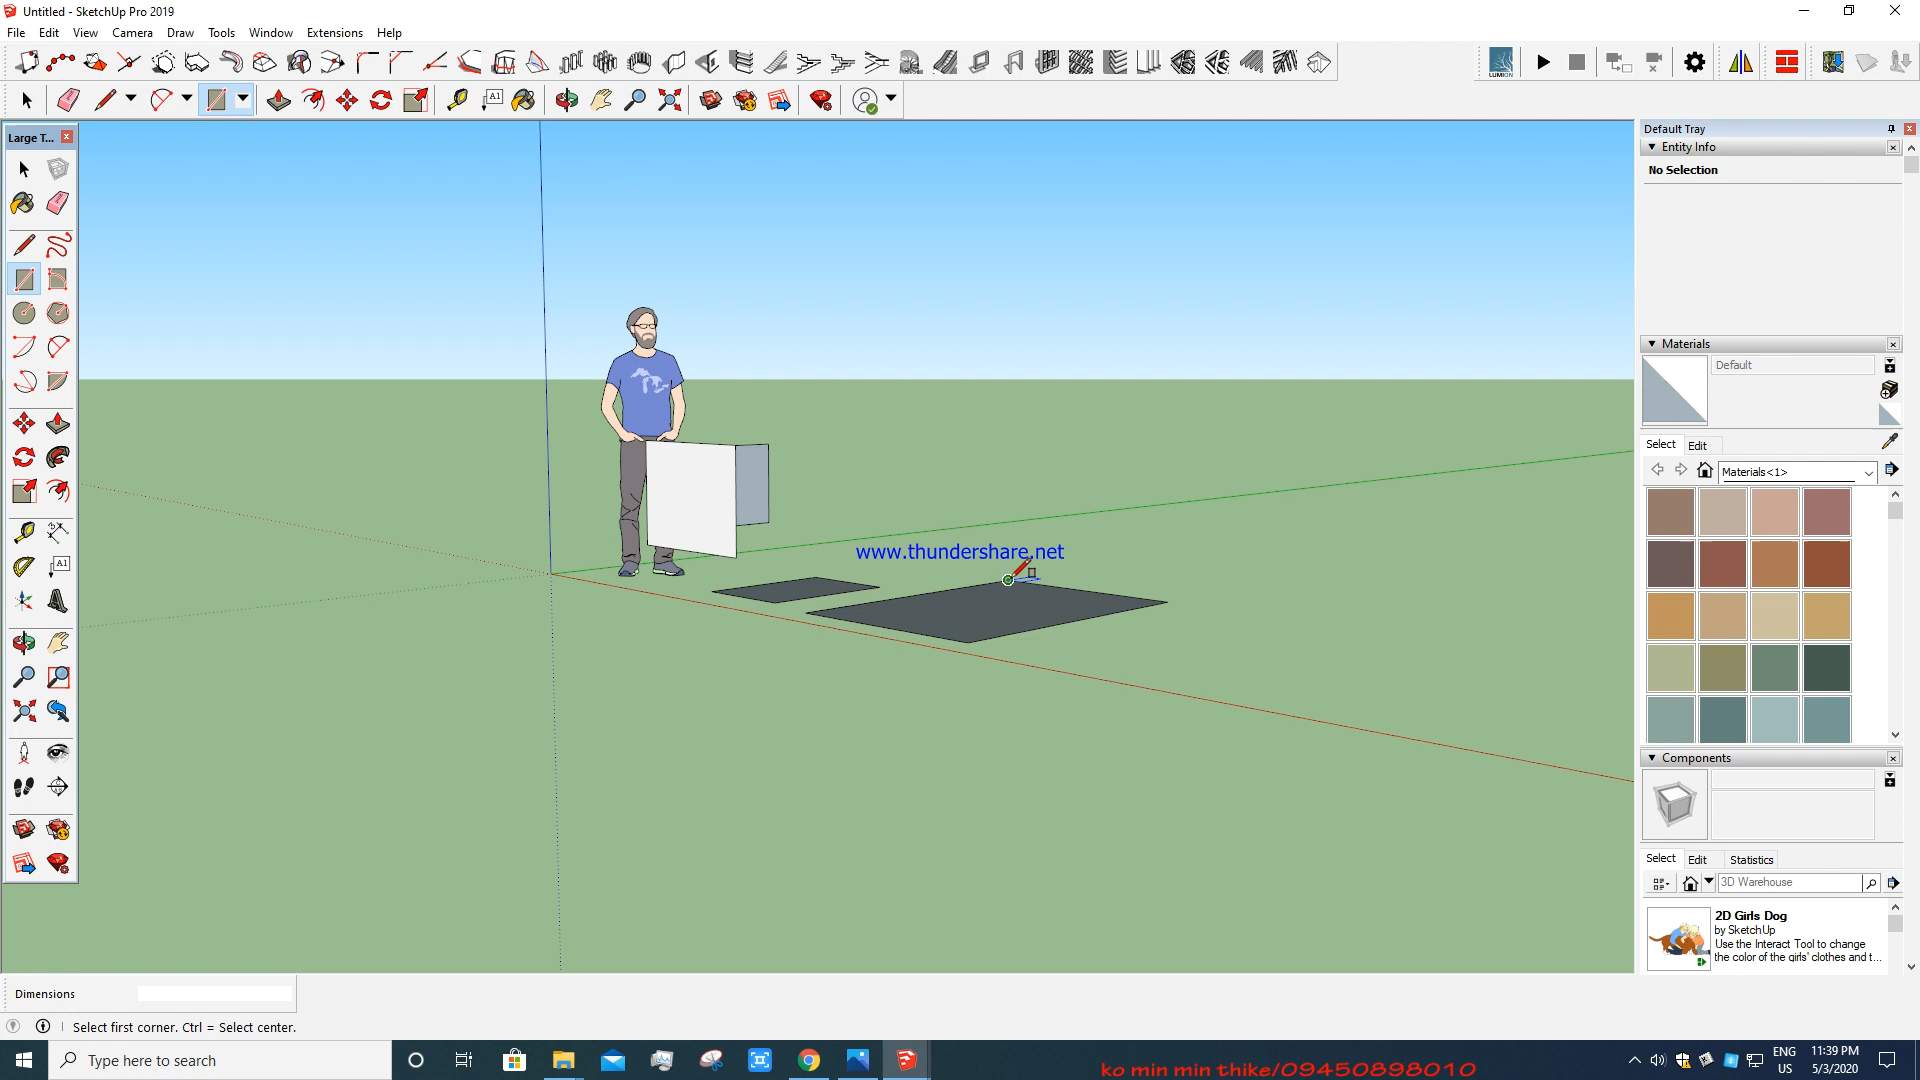 Untitled - SketchUp Pro 2019
File Edit View Camera Draw Tools Window Extensions Help
LUMION
A1
Large T...
A1
Default Tray
Entity Info
No Selection
Materials
Default
Select Edit
Materials<1>
www.thundershare.net
Components
Select Edit Statistics
3D Warehouse
2D Girls Dog
by SketchUp
Use the Interact Tool to change
the color of the girls' clothes and t...
Dimensions
Select first corner. Ctrl = Select center.
Type here to search
ko min min thike/09450898010
ENG
US
11:39 PM
5/3/2020